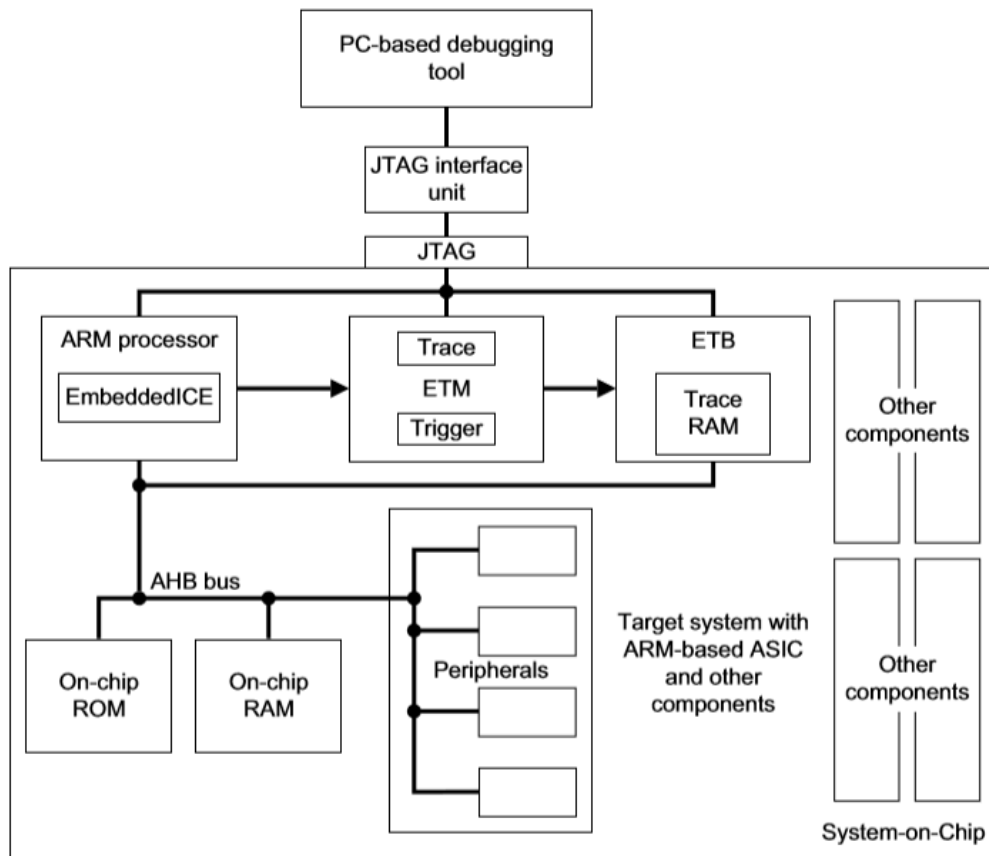 PC-based debugging
tool
JTAG interface
unit
JTAG
ARM processor
EmbeddedICE
Trace
ETM
Trigger
ETB
Trace
RAM
Other
components
AHB bus
On-chip
ROM
On-chip
RAM
Peripherals
Target system with
ARM-based ASIC
and other
components
Other
components
System-on-Chip